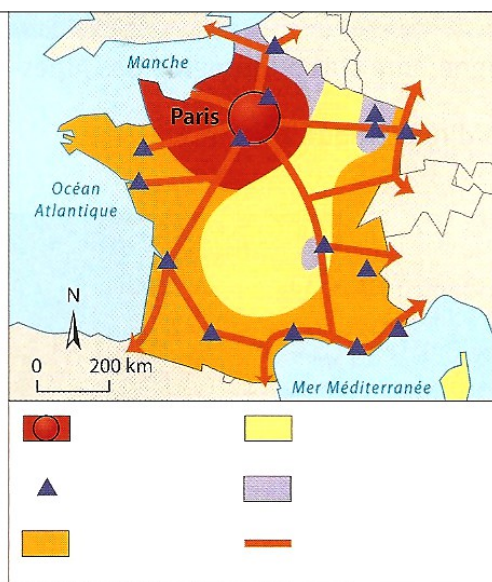 Manche
Paris
Océan
Atlantique
N
0 200 km
Mer Méditerranée